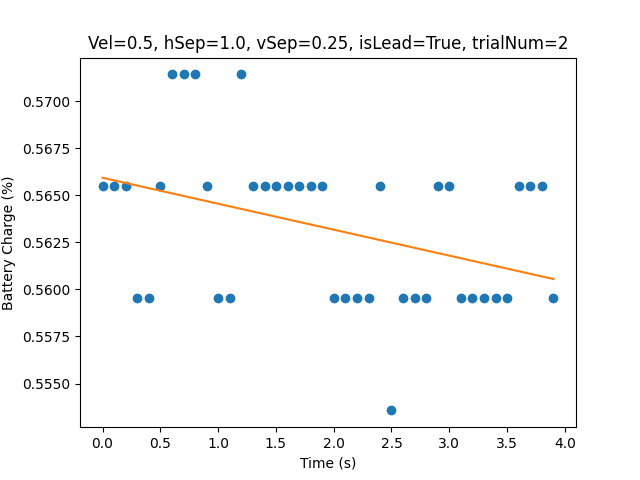 Vel=0.5, hSep=1.0, vSep=0.25, isLead=True, trialNum=2
Battery Charge (%)
0.5700
0.5675
0.5650
0.5625
0.5600
0.5575
0.5550
0.0 0.5 1.0 1.5 2.0 2.5 3.0 3.5 4.0
Time (s)